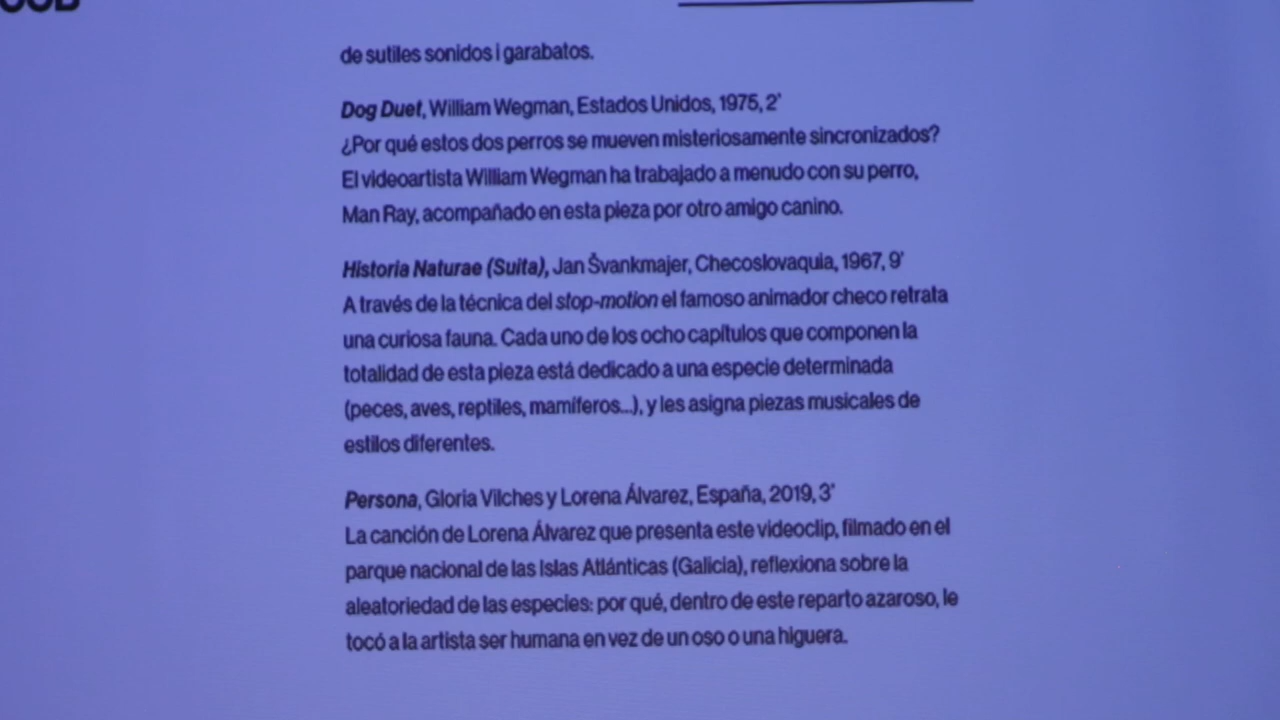 de sutiles sonidos i garabatos.
Dog Duet, William Wegman, Estados Unidos, 1975, 2'
¿Por qué estos dos perros se mueven misteriosamente sincronizados?
El videoartista William Wegman ha trabajado a menudo con su perro,
Man Ray, acompañado en esta pieza por otro amigo canino.
Historia Naturae (Suita), Jan Švankmajer, Checoslovaquia, 1967, 9'
A través de la técnica del stop-motion el famoso animador checo retrata
una curiosa fauna. Cada uno de los ocho capítulos que componen la
totalidad de esta pieza está dedicado a una especie determinada
(peces, aves, reptiles, mamíferos...), y les asigna piezas musicales de
estilos diferentes.
Persona, Gloria Vilches y Lorena Álvarez, España, 2019, 3'
La canción de Lorena Álvarez que presenta este videoclip, filmado en el
parque nacional de las Islas Atlánticas (Galicia), reflexiona sobre la
aleatoriedad de las especies: por qué, dentro de este reparto azaroso, le
tocó a la artista ser humana en vez de un oso o una higuera.